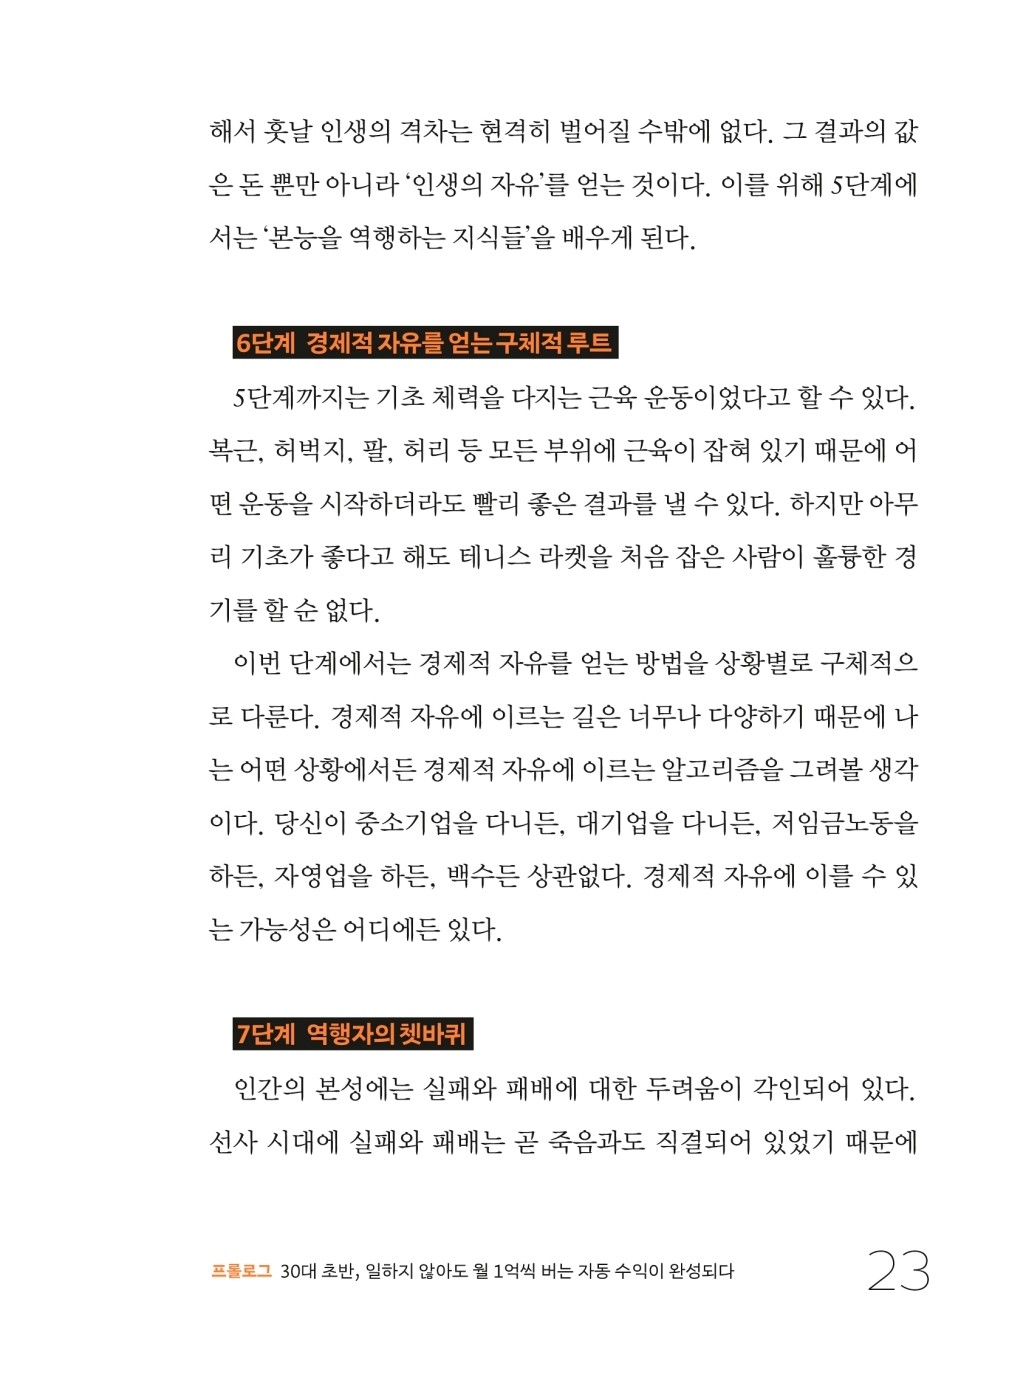 해서 훗날 인생의 격차는 현격히 벌어질 수밖에 없다. 그 결과의 값
은 돈 뿐만 아니라 ‘인생의 자유’를 얻는 것이다. 이를 위해 5단계에
서는 ‘본능을 역행하는 지식들’을 배우게 된다.
6단계 경제적 자유를 얻는 구체적 루트
5단계까지는 기초 체력을 다지는 근육 운동이었다고 할 수 있다.
복근, 허벅지, 팔, 허리 등 모든 부위에 근육이 잡혀 있기 때문에 어
떤 운동을 시작하더라도 빨리 좋은 결과를 낼 수 있다. 하지만 아무
리 기초가 좋다고 해도 테니스 라켓을 처음 잡은 사람이 훌륭한 경
기를 할 순 없다.
이번 단계에서는 경제적 자유를 얻는 방법을 상황별로 구체적으
로 다룬다. 경제적 자유에 이르는 길은 너무나 다양하기 때문에 나
는 어떤 상황에서든 경제적 자유에 이르는 알고리즘을 그려볼 생각
이다. 당신이 중소기업을 다니든, 대기업을 다니든, 저임금노동을
하든, 자영업을 하든, 백수든 상관없다. 경제적 자유에 이를 수 있
는 가능성은 어디에든 있다.
7단계 역행자의 쳇바퀴
인간의 본성에는 실패와 패배에 대한 두려움이 각인되어 있다.
선사 시대에 실패와 패배는 곧 죽음과도 직결되어 있었기 때문에
프롤로그 30대 초반, 일하지 않아도 월 1억씩 버는 자동 수익이 완성되다
23